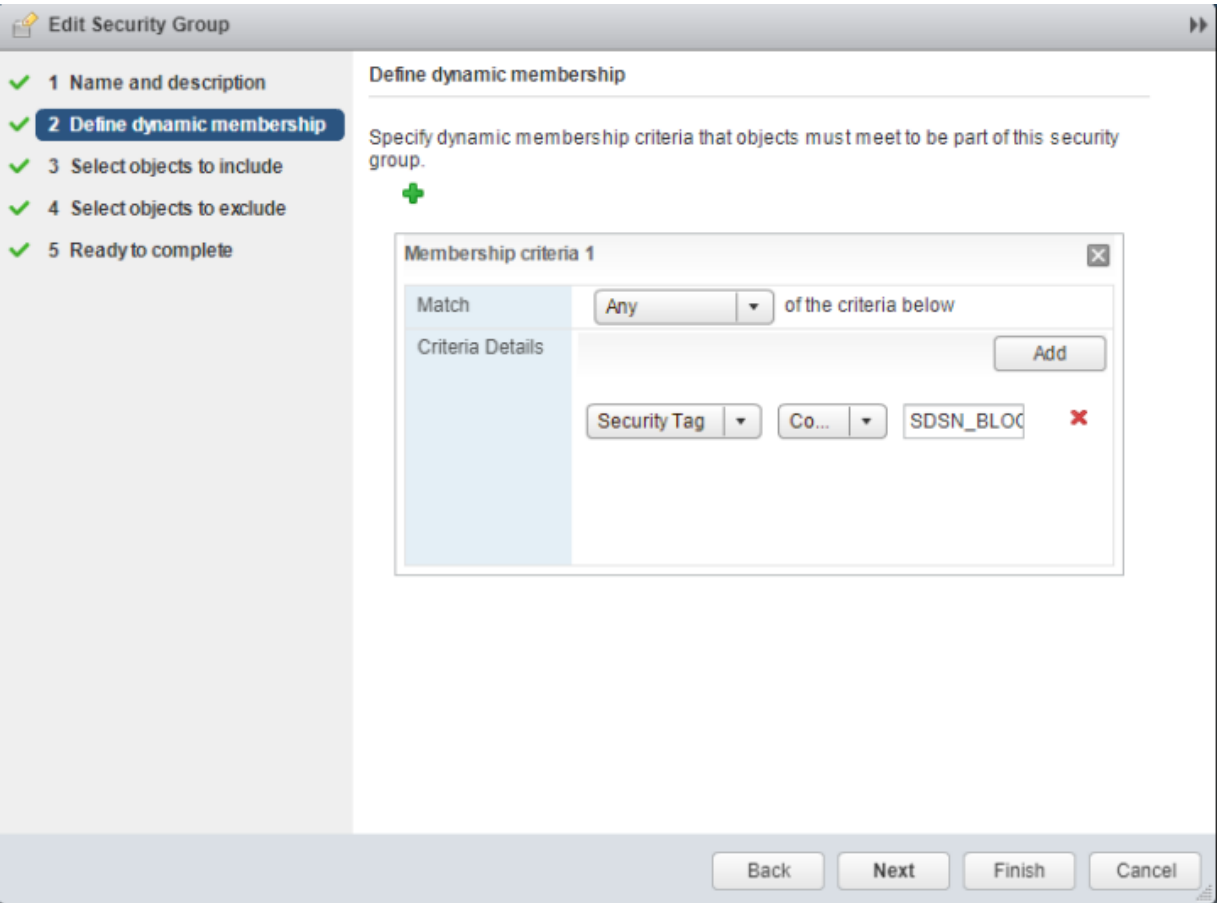 Edit Security Group
1 Name and description
2 Define dynamic membership
3 Select objects to include
4 Select objects to exclude
5 Ready to complete
Define dynamic membership
Specify dynamic membership criteria that objects must meet to be part of this security
group.
Membership criteria 1
Match Any of the criteria below
Criteria Details Add
Security Tag Co... SDSN_BLOC
Back Next Finish Cancel